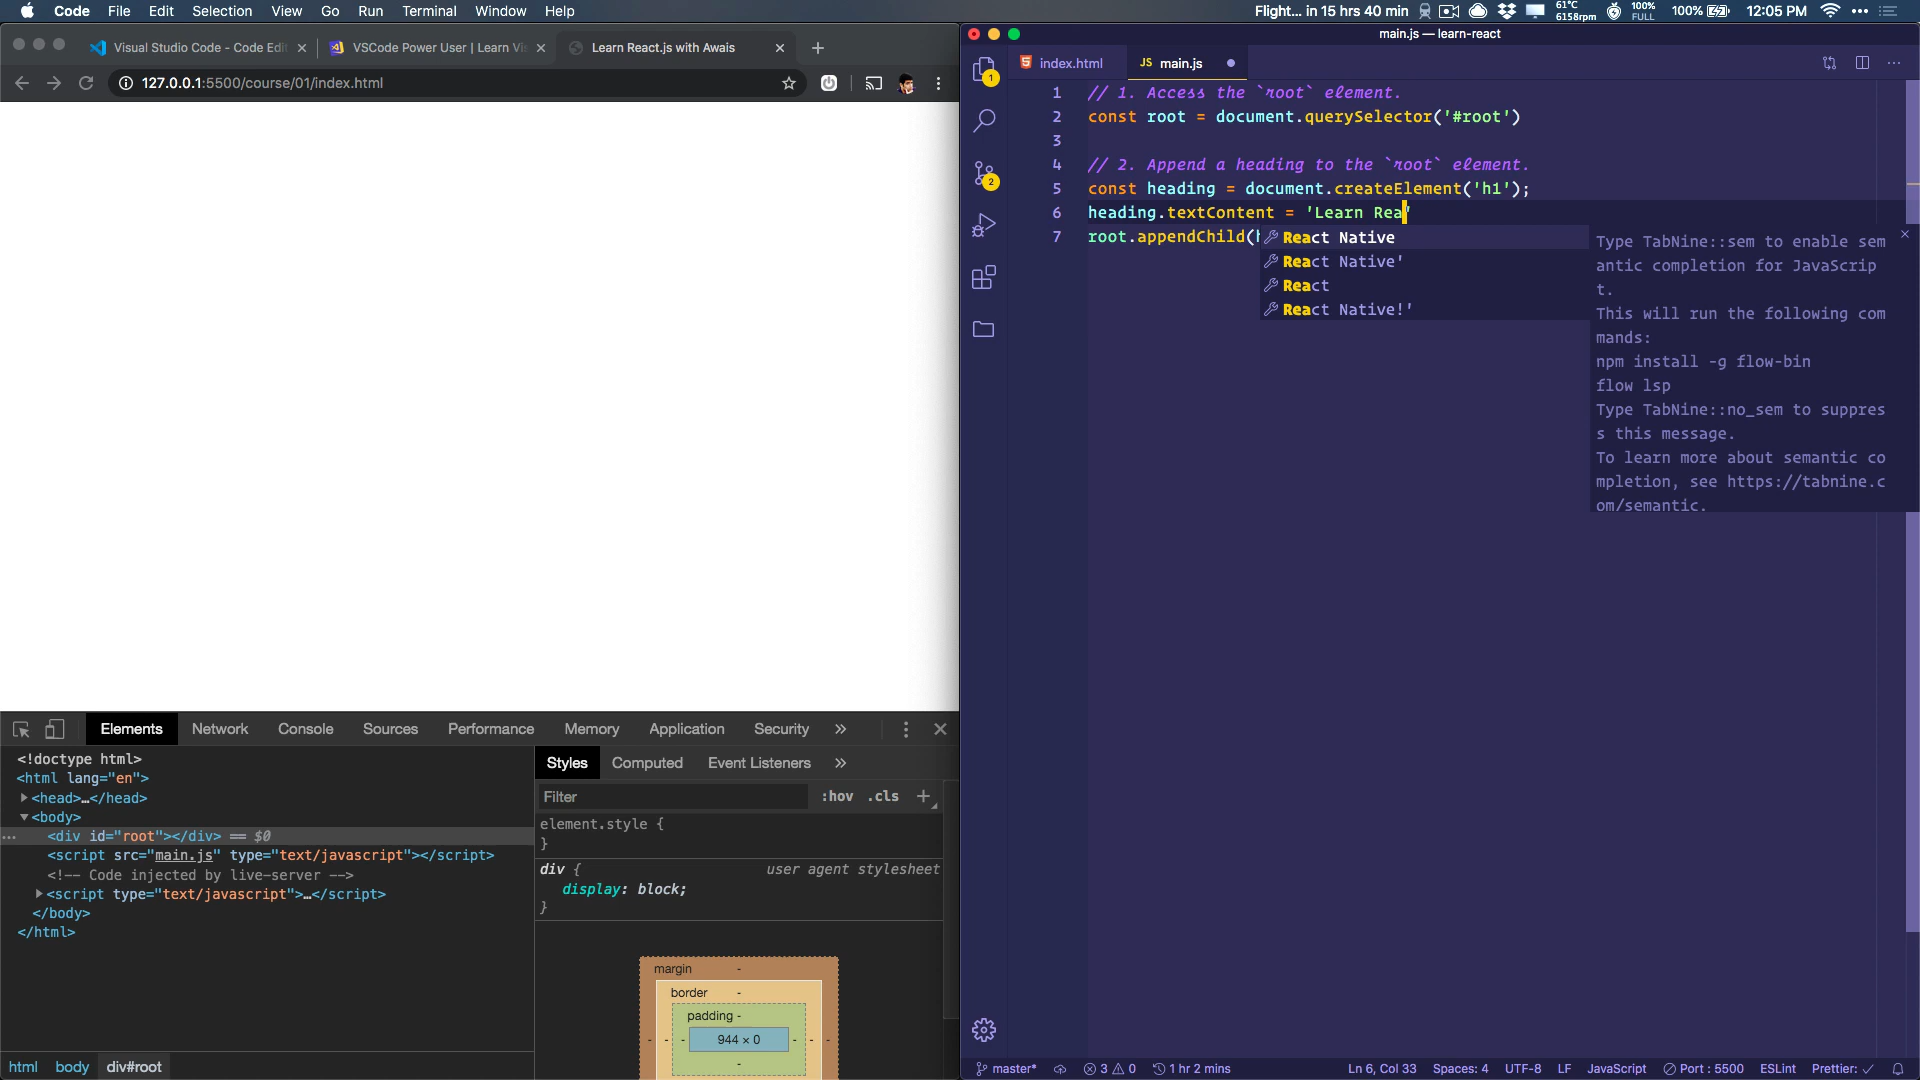 Code File Edit Selection View Go Run Terminal Window Help
Flight... in 15 hrs 40 min 61°C 6158rpm 100% FULL 100% 12:05 PM
Visual Studio Code - Code Edit
VSCode Power User | Learn Vi
Learn React.js with Awais
127.0.0.1:5500/course/01/index.html
main.js — learn-react
index.html
JS main.js
1
2
1 // 1. Access the `root` element.
2 const root = document.querySelector('#root')
3
4 // 2. Append a heading to the `root` element.
5 const heading = document.createElement('h1');
6 heading.textContent = 'Learn Rea'
7 root.appendChild(h
React Native
React Native'
React
React Native!'
Type TabNine::sem to enable sem
antic completion for JavaScrip
t.
This will run the following com
mands:
npm install -g flow-bin
flow lsp
Type TabNine::no_sem to suppres
s this message.
To learn more about semantic co
mpletion, see https://tabnine.c
om/semantic.
Elements Network Console Sources Performance Memory Application Security »
<!doctype html>
<html lang="en">
<head>…</head>
<body>
<div id="root"></div> == $0
<script src="main.js" type="text/javascript"></script>
<!-- Code injected by live-server -->
<script type="text/javascript">…</script>
</body>
</html>
html body div#root
Styles Computed Event Listeners »
Filter :hov .cls +
element.style {
}
div { user agent stylesheet
display: block;
}
margin -
border -
padding -
- - - 944 × 0 - - -
-
master* 3 0 1 hr 2 mins Ln 6, Col 33 Spaces: 4 UTF-8 LF JavaScript Port : 5500 ESLint Prettier: ✓